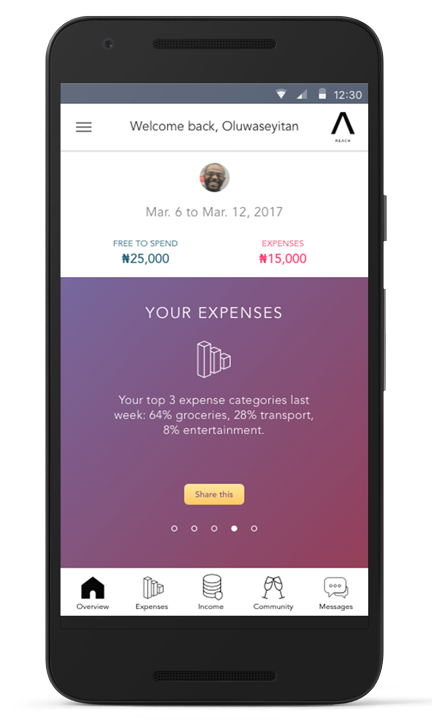 12:30
Welcome back, Oluwaseyitan
REACH
Mar. 6 to Mar. 12, 2017
FREE TO SPEND EXPENSES
₦25,000 ₦15,000
YOUR EXPENSES
Your top 3 expense categories last
week: 64% groceries, 28% transport,
8% entertainment.
Share this
Overview Expenses Income Community Messages